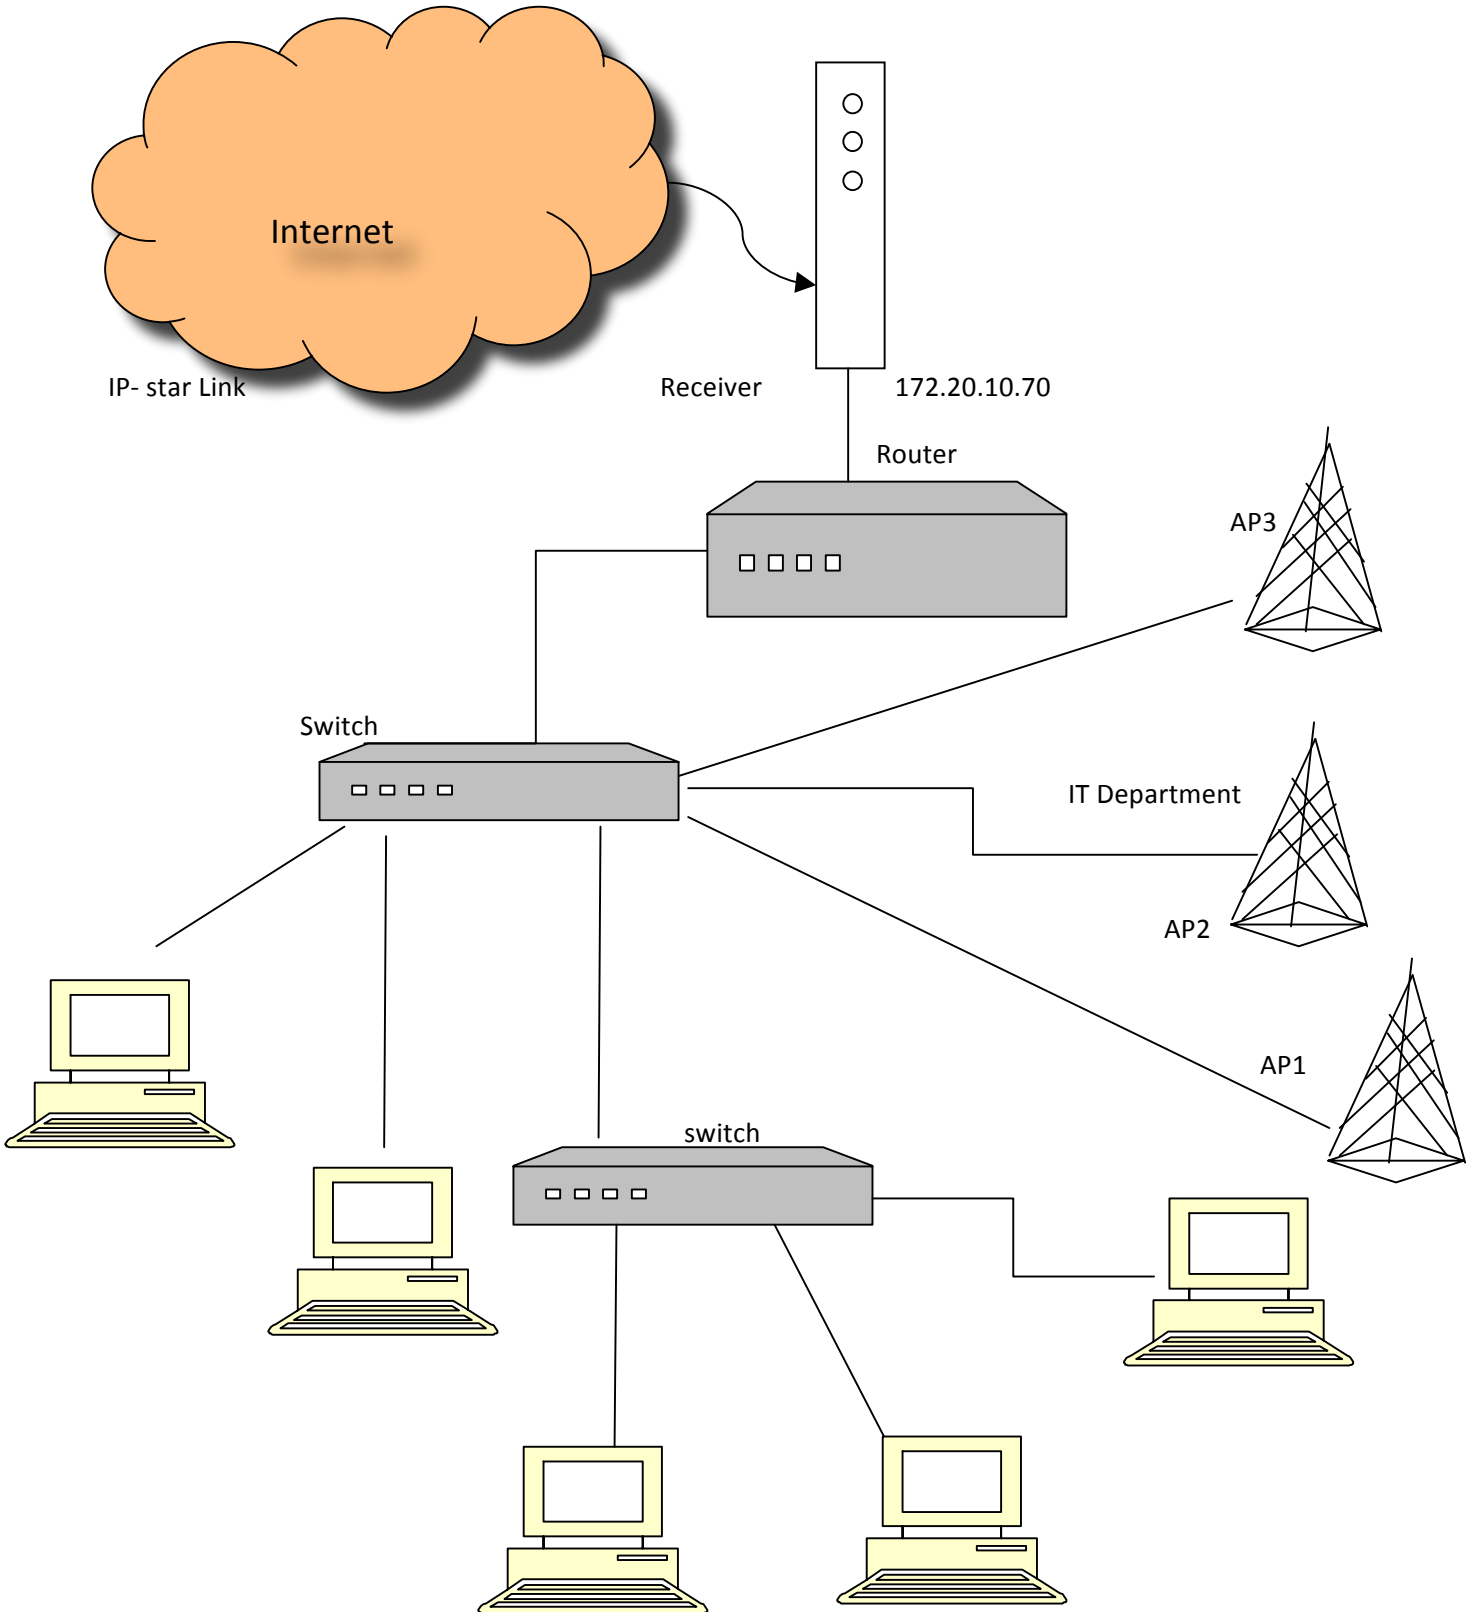 Internet
IP- star Link
Receiver
172.20.10.70
Router
AP3
Switch
IT Department
AP2
AP1
switch